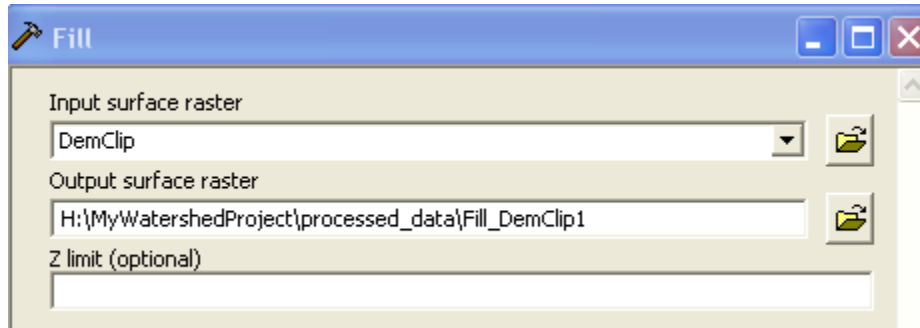 Fill
Input surface raster
DemClip
Output surface raster
H:\MyWatershedProject\processed_data\Fill_DemClip1
Z limit (optional)